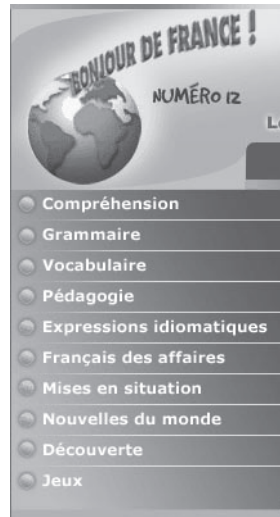 BONJOUR DE FRANCE !
NUMÉRO 12
Compréhension
Grammaire
Vocabulaire
Pédagogie
Expressions idiomatiques
Français des affaires
Mises en situation
Nouvelles du monde
Découverte
Jeux